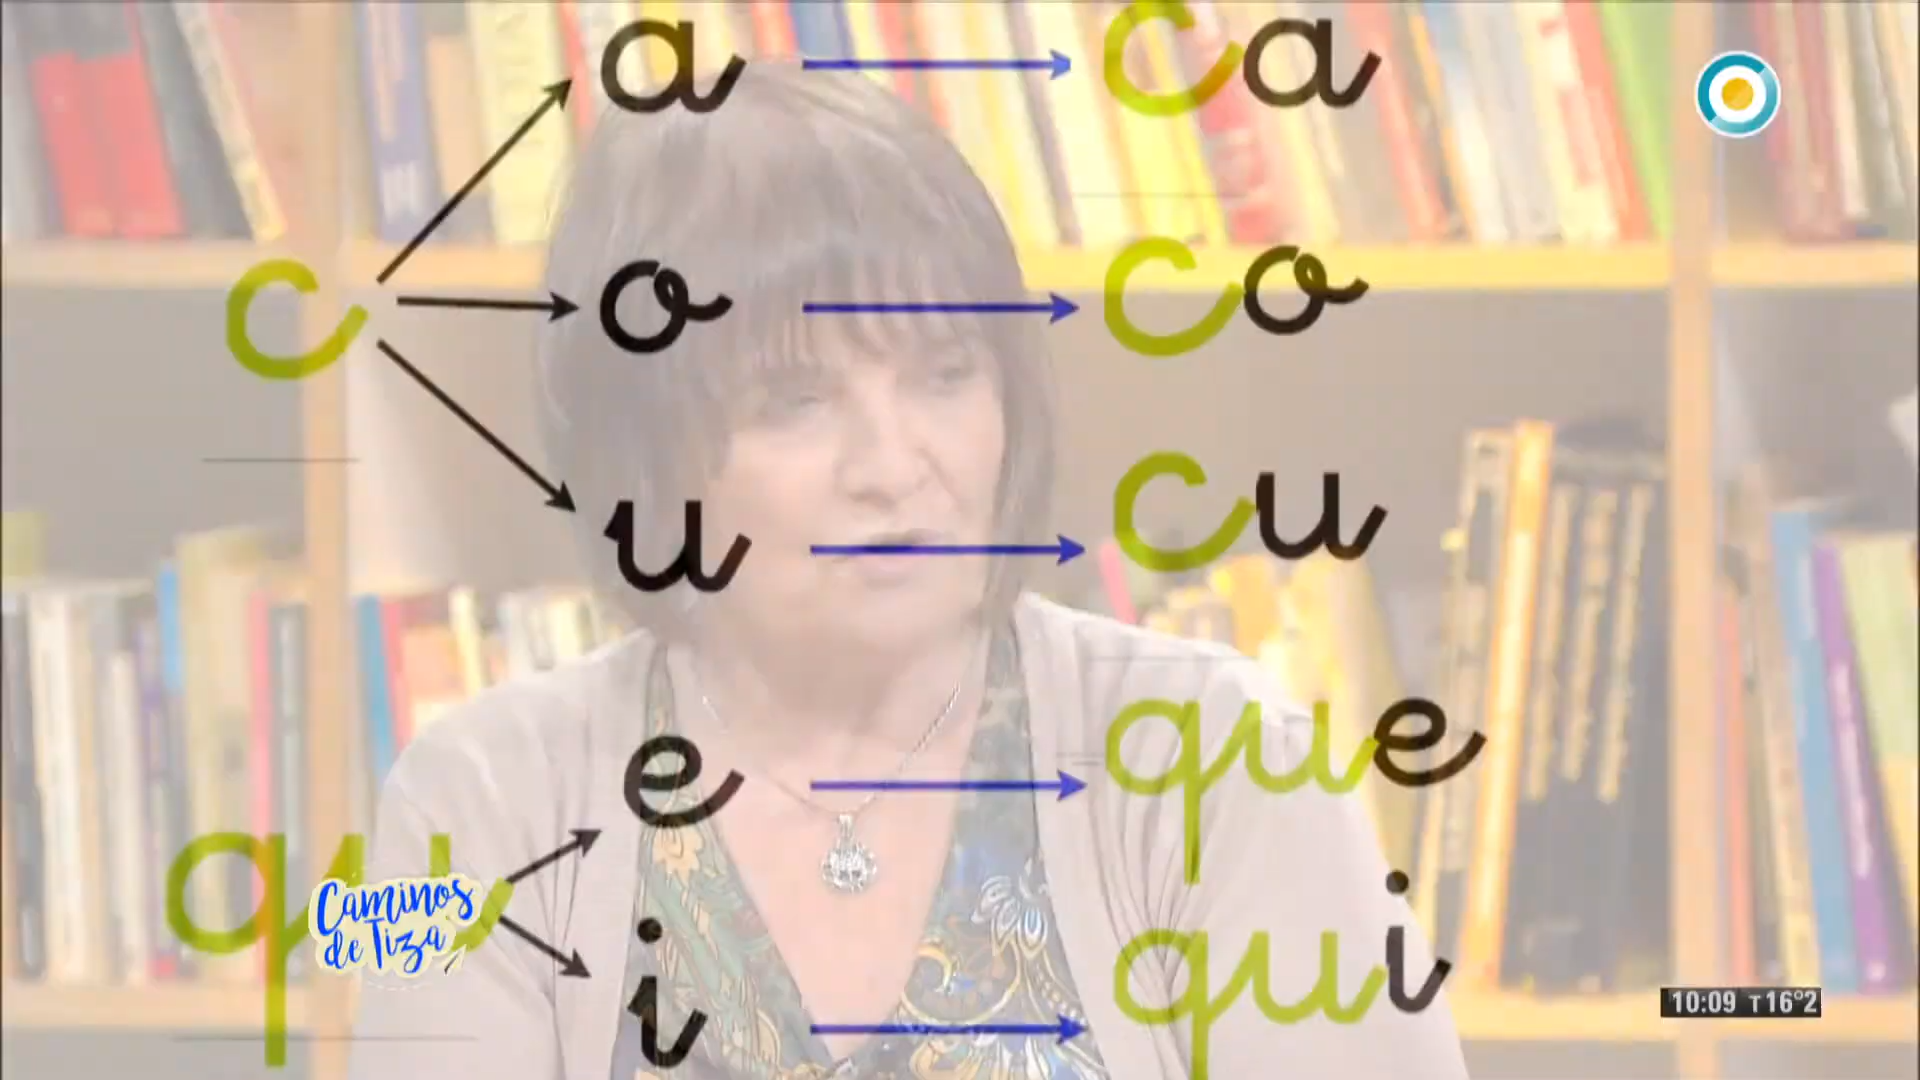 a ca
c o co
u cu
e que
qu
i qui
Caminos
de Tiza
10:09 T16°2